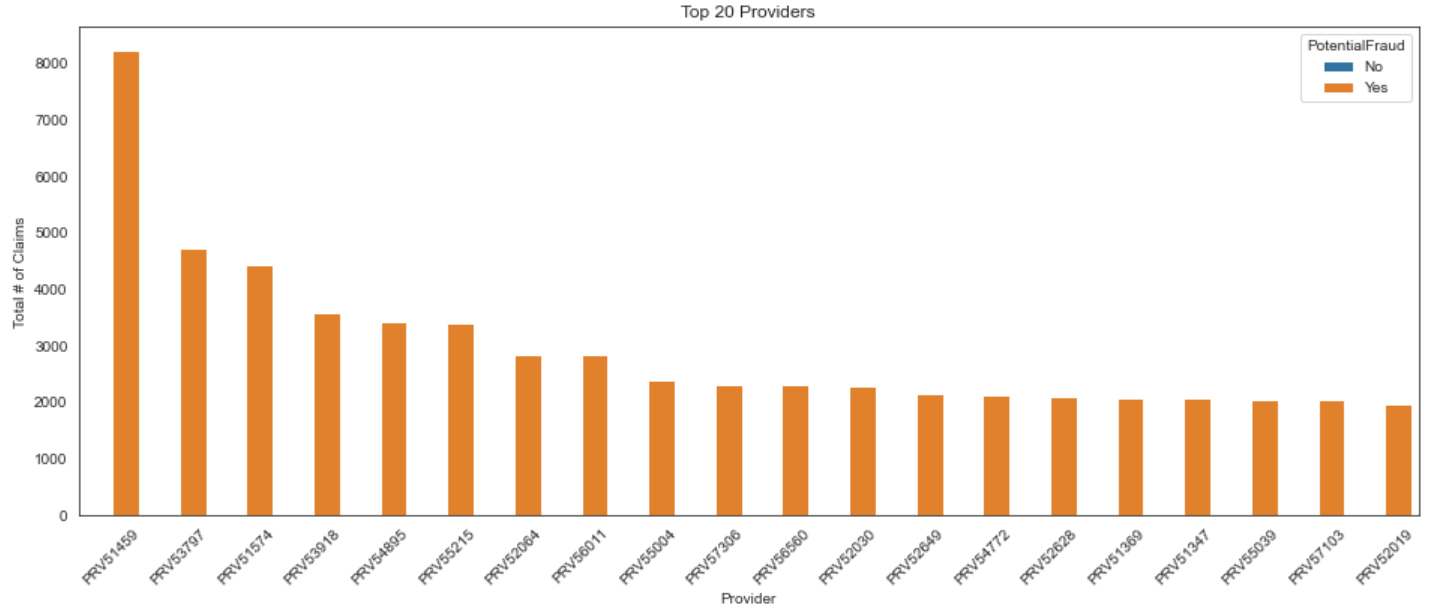 Top 20 Providers
PotentialFraud
No
Yes
Total # of Claims
8000
7000
6000
5000
4000
3000
2000
1000
0
PRV51459
PRV53797
PRV51574
PRV53918
PRV54895
PRV55215
PRV52064
PRV56011
PRV55004
PRV57306
PRV56560
PRV52030
PRV52649
PRV54772
PRV52628
PRV51369
PRV51347
PRV55039
PRV57103
PRV52019
Provider